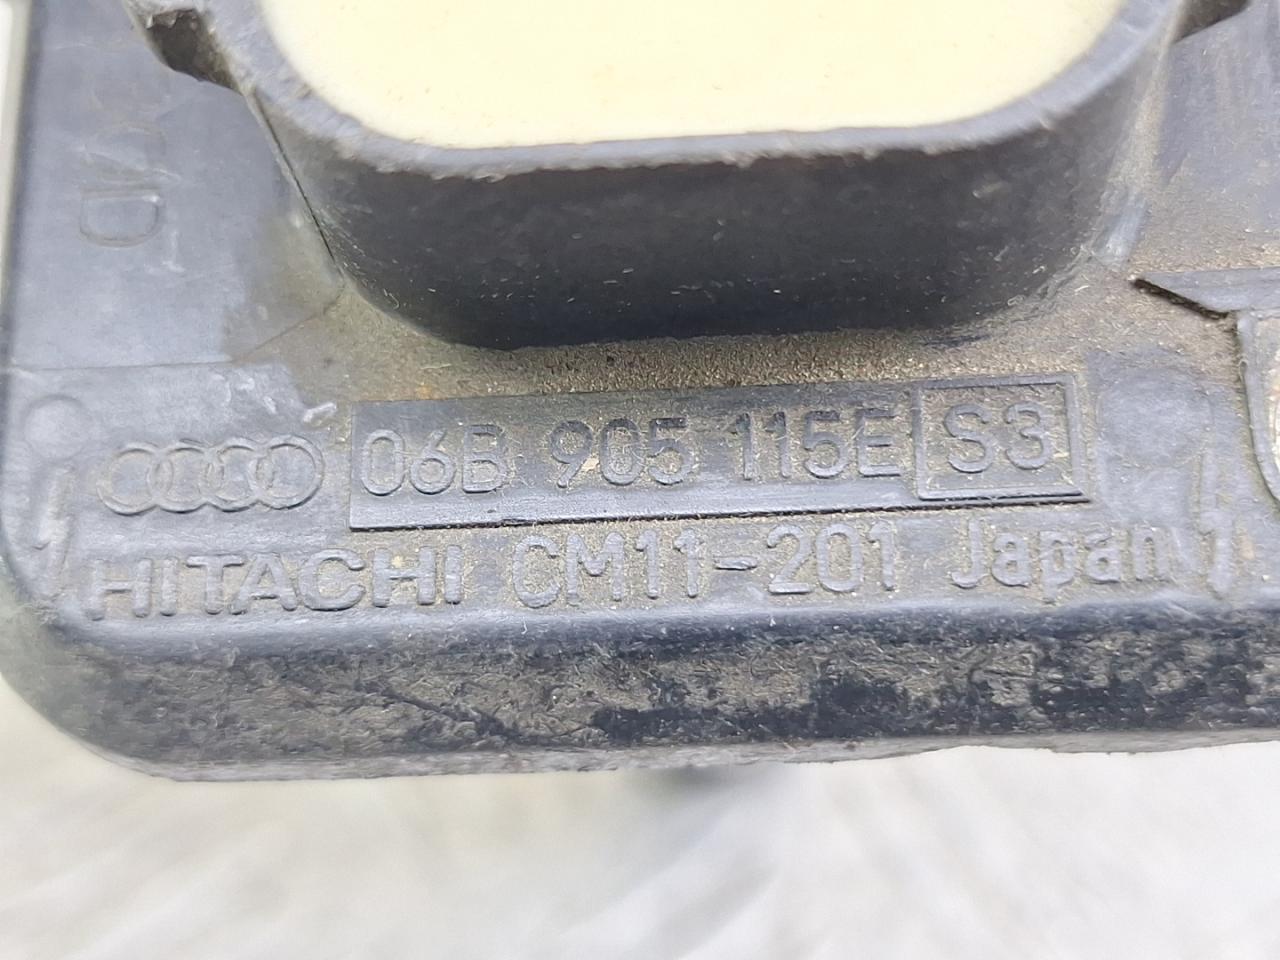 06B 905 115E S3
HITACHI CM11-201 Japan